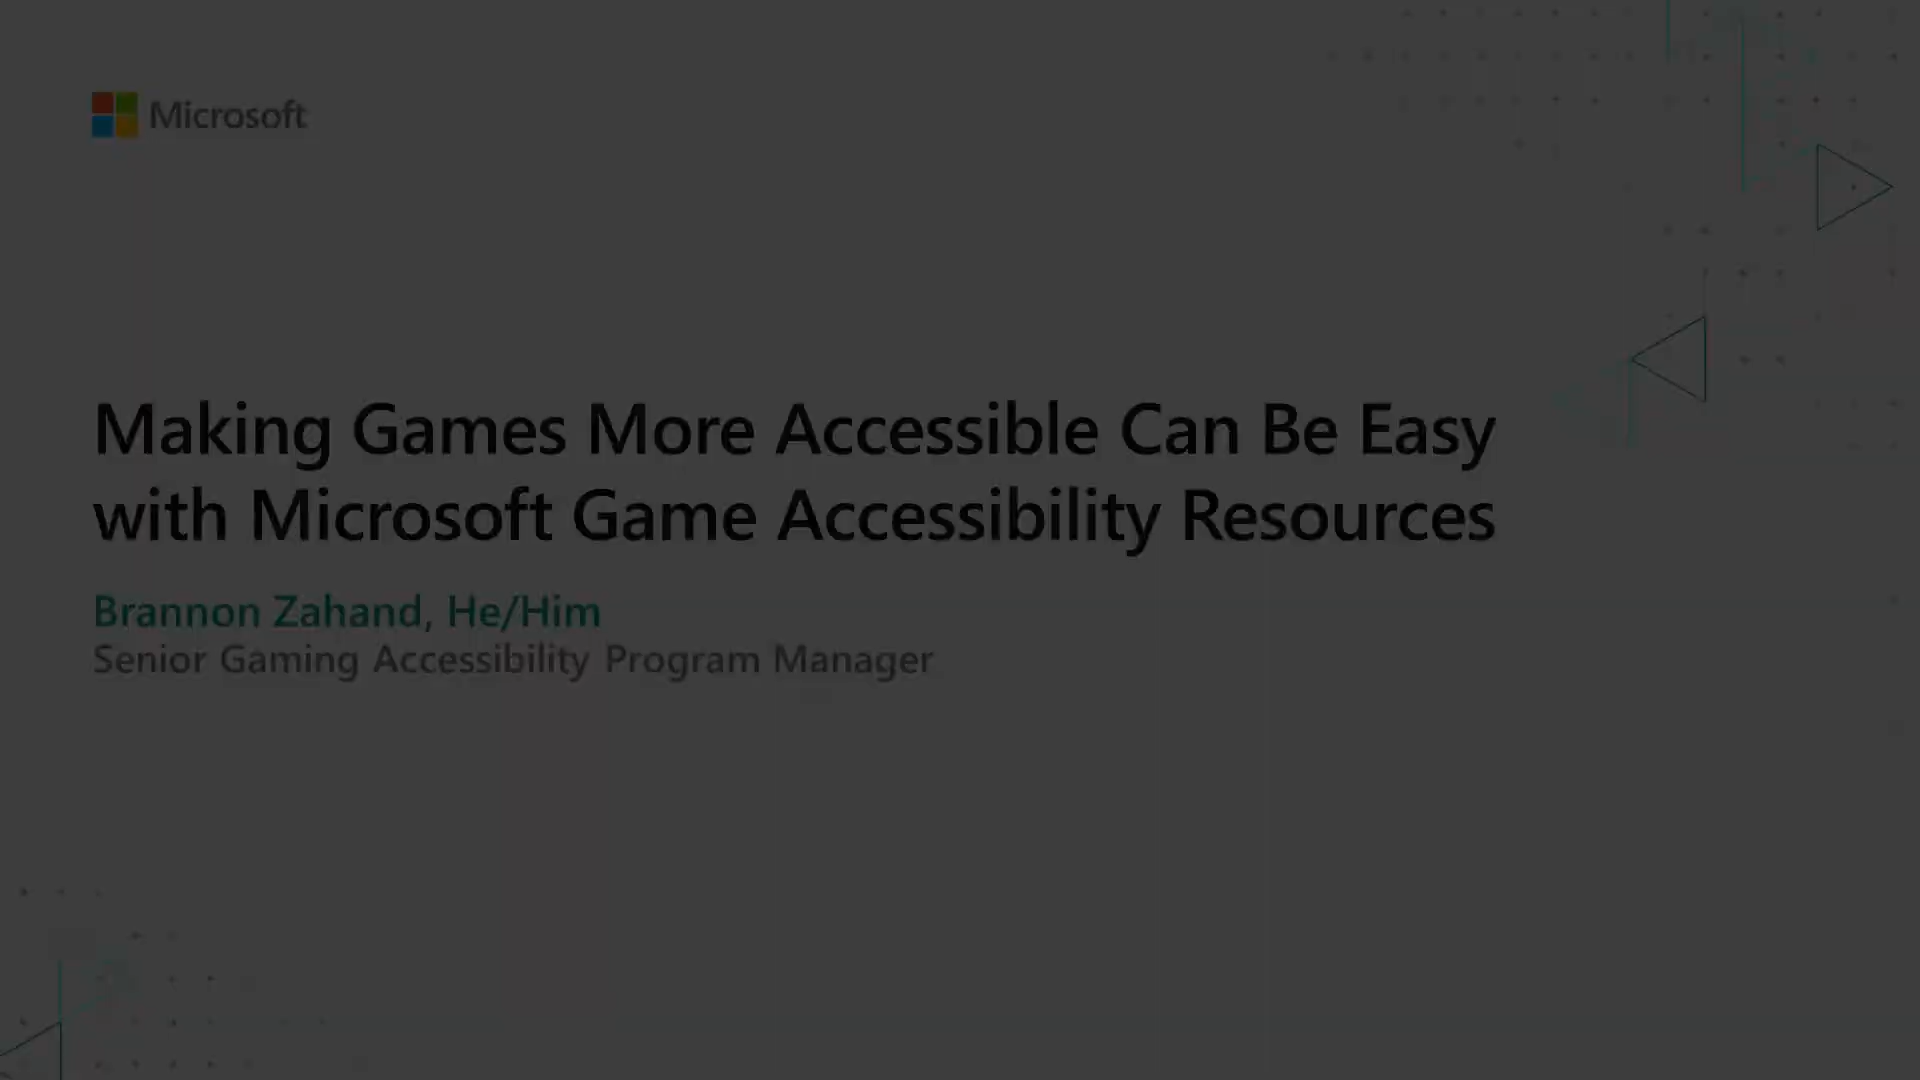 Microsoft
Making Games More Accessible Can Be Easy
with Microsoft Game Accessibility Resources
Brannon Zahand, He/Him
Senior Gaming Accessibility Program Manager